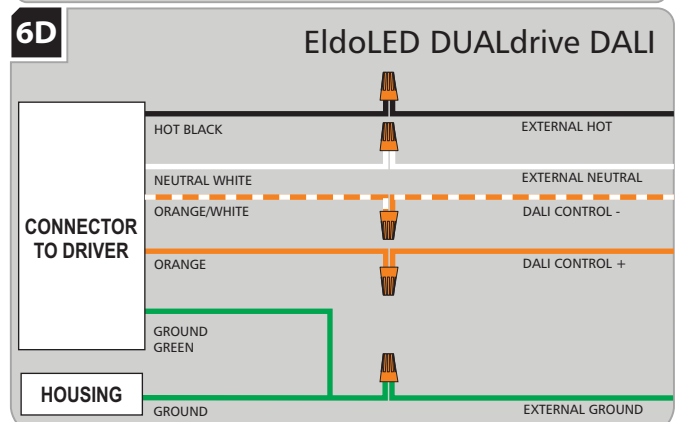 6D
EldoLED DUALdrive DALI
HOT BLACK
EXTERNAL HOT
NEUTRAL WHITE
EXTERNAL NEUTRAL
ORANGE/WHITE
DALI CONTROL -
CONNECTOR
TO DRIVER
ORANGE
DALI CONTROL +
GROUND
GREEN
HOUSING
GROUND
EXTERNAL GROUND